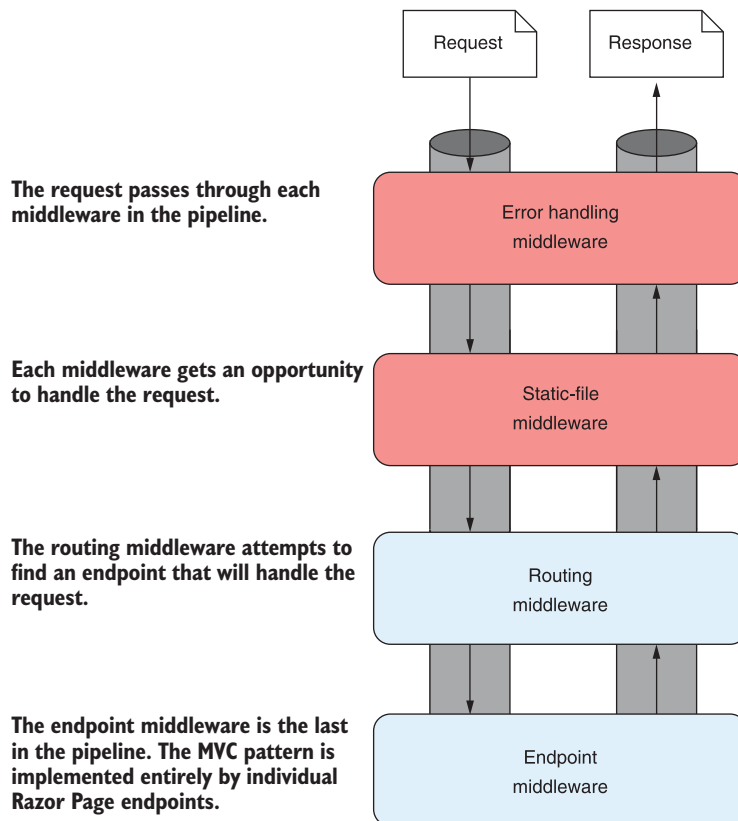 Request
Response
The request passes through each
middleware in the pipeline.
Error handling
middleware
Each middleware gets an opportunity
to handle the request.
Static-file
middleware
The routing middleware attempts to
find an endpoint that will handle the
request.
Routing
middleware
The endpoint middleware is the last
in the pipeline. The MVC pattern is
implemented entirely by individual
Razor Page endpoints.
Endpoint
middleware